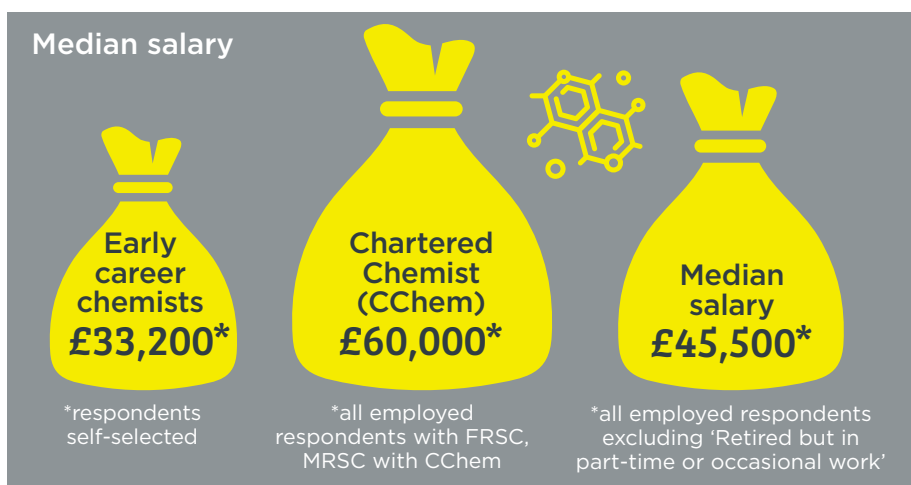 Median salary
Early
career
chemists
£33,200*
*respondents
self-selected
Chartered
Chemist
(CChem)
£60,000*
*all employed
respondents with FRSC,
MRSC with CChem
Median
salary
£45,500*
*all employed respondents
excluding ‘Retired but in
part-time or occasional work’